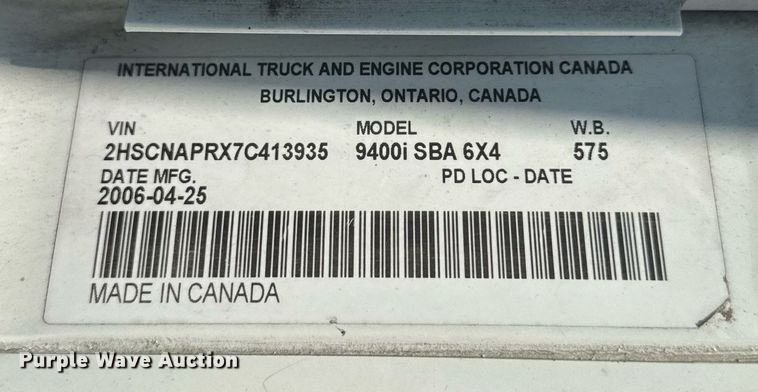 INTERNATIONAL TRUCK AND ENGINE CORPORATION CANADA
BURLINGTON, ONTARIO, CANADA
VIN MODEL W.B.
2HSCNAPRX7C413935 9400i SBA 6X4 575
DATE MFG. PD LOC - DATE
2006-04-25
MADE IN CANADA
Purple Wave Auction